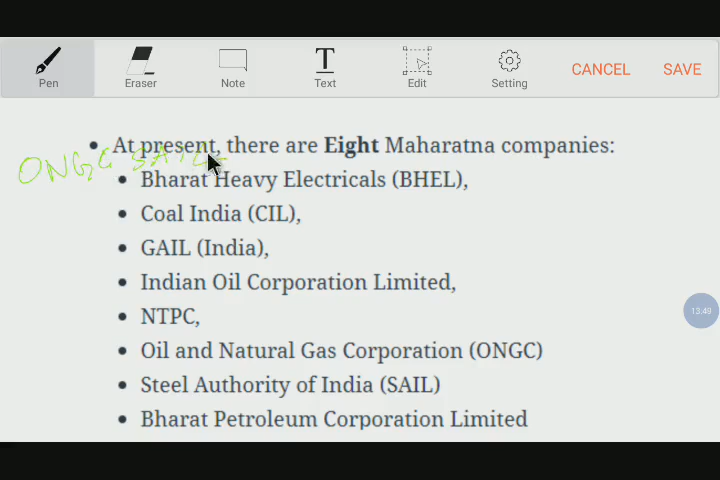 Pen Eraser Note Text Edit Setting CANCEL SAVE
T
At present, there are Eight Maharatna companies:
ONGC
Bharat Heavy Electricals (BHEL),
Coal India (CIL),
GAIL (India),
13:49
Indian Oil Corporation Limited,
NTPC,
Oil and Natural Gas Corporation (ONGC)
Steel Authority of India (SAIL)
Bharat Petroleum Corporation Limited